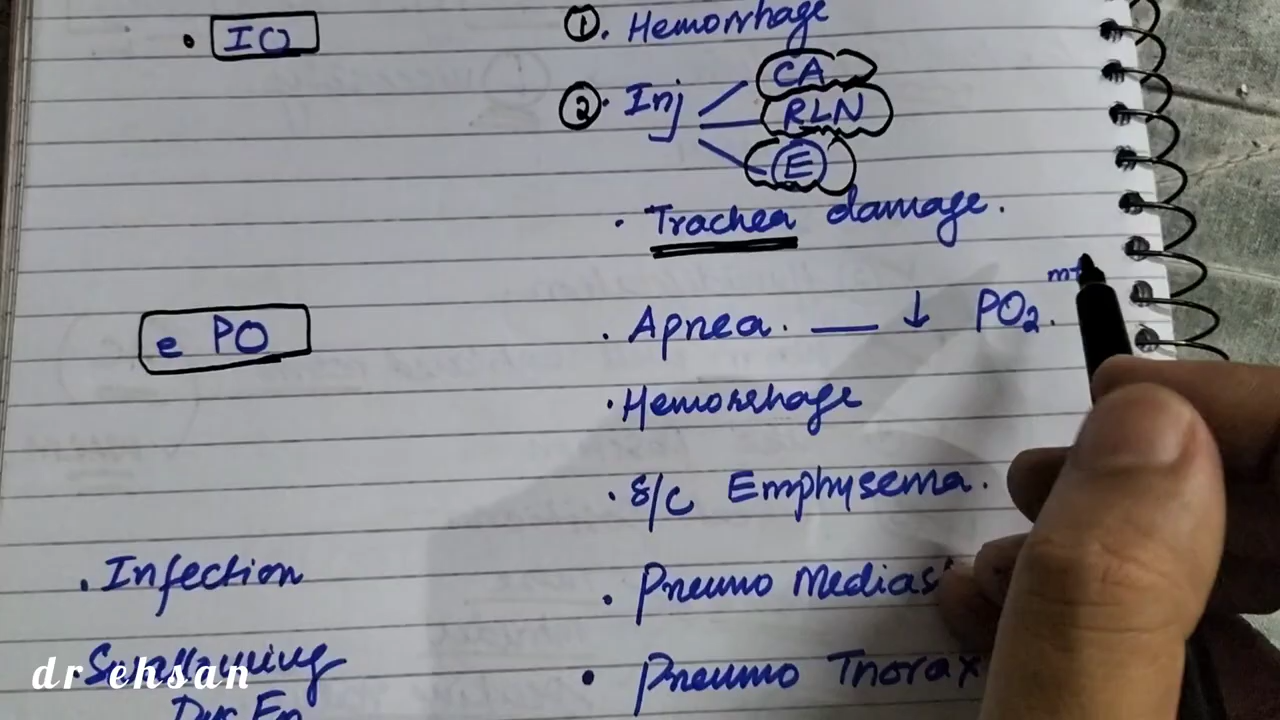 • IO
①. Hemorrhage
②. Inj
CA
RLN
E
• Trachea damage.
e PO
• Apnea. — ↓ PO₂.
• Hemorrhage
• S/C Emphysema.
• Infection
• Pneumo
• Swallowing
• Pneumo Thorax
dr ehsan